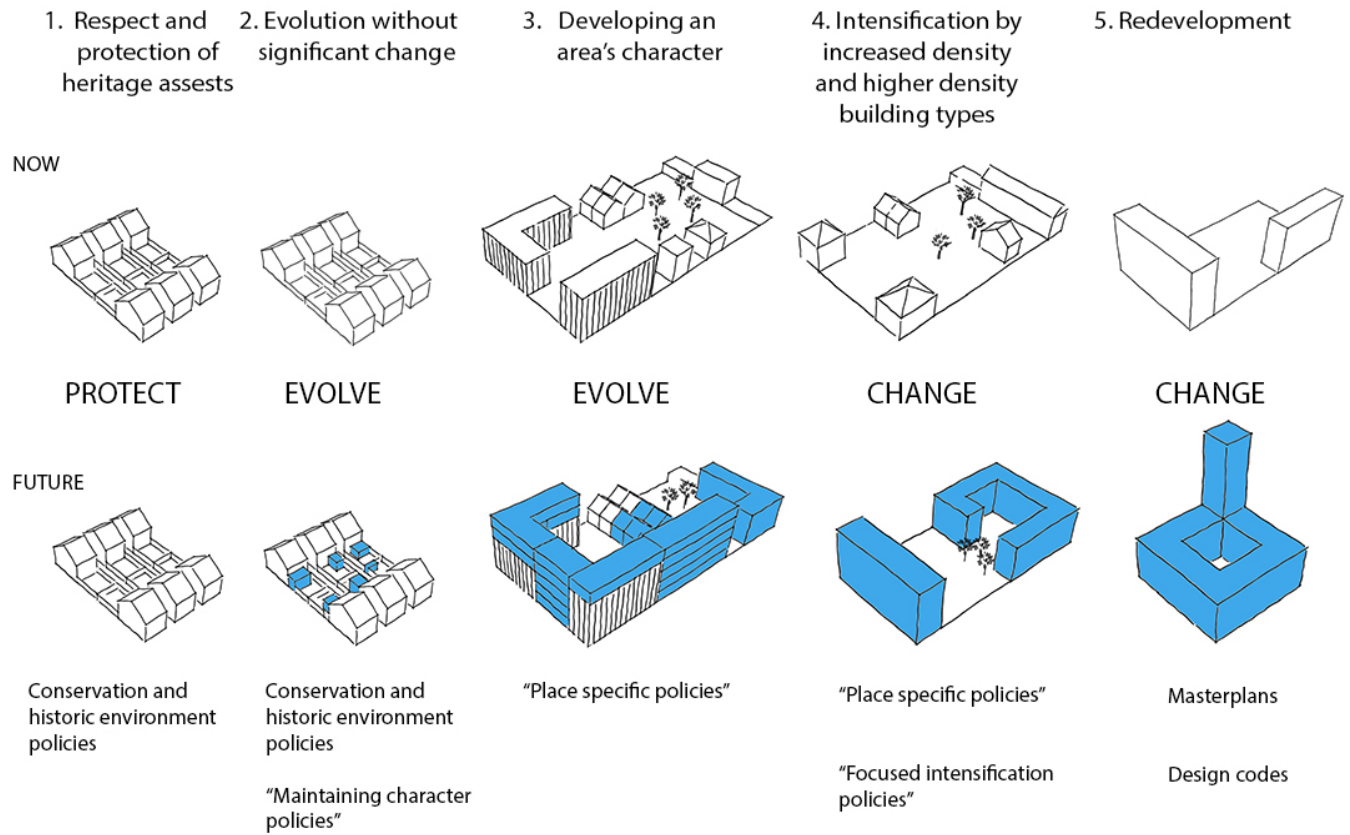 1. Respect and
protection of
heritage assests
2. Evolution without
significant change
3. Developing an
area's character
4. Intensification by
increased density
and higher density
building types
5. Redevelopment
NOW
PROTECT
EVOLVE
EVOLVE
CHANGE
CHANGE
FUTURE
Conservation and
historic environment
policies
Conservation and
historic environment
policies
"Maintaining character
policies"
"Place specific policies"
"Place specific policies"
"Focused intensification
policies"
Masterplans
Design codes